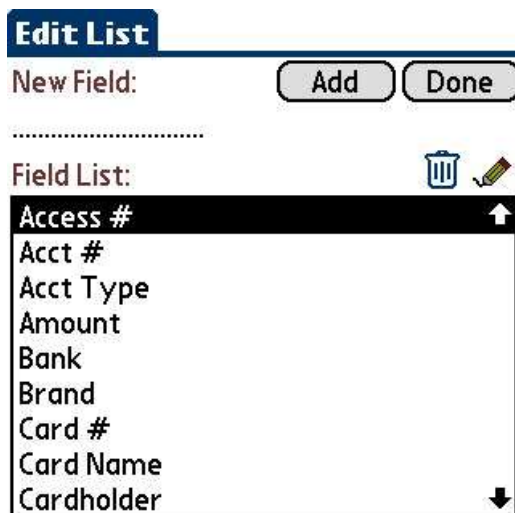 Edit List
New Field: Add Done
Field List:
Access #
Acct #
Acct Type
Amount
Bank
Brand
Card #
Card Name
Cardholder